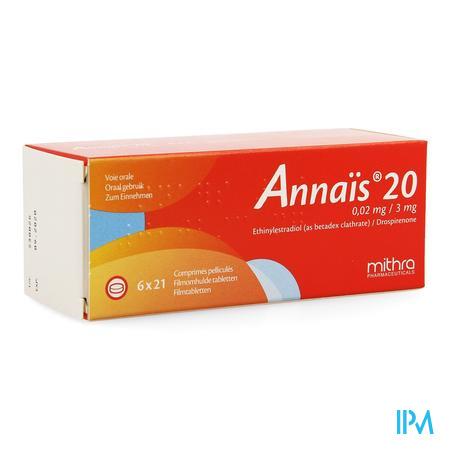 Voie orale
Oraal gebruik
Zum Einnehmen
Annaïs® 20
0,02 mg / 3 mg
Ethinylestradiol (as betadex clathrate) / Drospirenone
mithra
PHARMACEUTICALS
6 x 21
Comprimés pelliculés
Filmomhulde tabletten
Filmtabletten
IPM